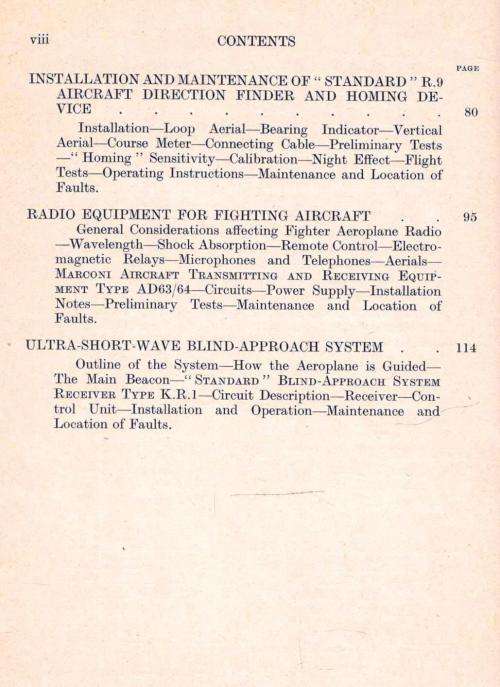 viii CONTENTS
PAGE
INSTALLATION AND MAINTENANCE OF “ STANDARD ” R.9
AIRCRAFT DIRECTION FINDER AND HOMING DE-
VICE . . . . . . . . . . 80
Installation—Loop Aerial—Bearing Indicator—Vertical
Aerial—Course Meter—Connecting Cable—Preliminary Tests
—“ Homing ” Sensitivity—Calibration—Night Effect—Flight
Tests—Operating Instructions—Maintenance and Location of
Faults.
RADIO EQUIPMENT FOR FIGHTING AIRCRAFT . . 95
General Considerations affecting Fighter Aeroplane Radio
—Wavelength—Shock Absorption—Remote Control—Electro-
magnetic Relays—Microphones and Telephones—Aerials—
MARCONI AIRCRAFT TRANSMITTING AND RECEIVING EQUIP-
MENT TYPE AD63/64—Circuits—Power Supply—Installation
Notes—Preliminary Tests—Maintenance and Location of
Faults.
ULTRA-SHORT-WAVE BLIND-APPROACH SYSTEM . . 114
Outline of the System—How the Aeroplane is Guided—
The Main Beacon—“ STANDARD ” BLIND-APPROACH SYSTEM
RECEIVER TYPE K.R.1—Circuit Description—Receiver—Con-
trol Unit—Installation and Operation—Maintenance and
Location of Faults.